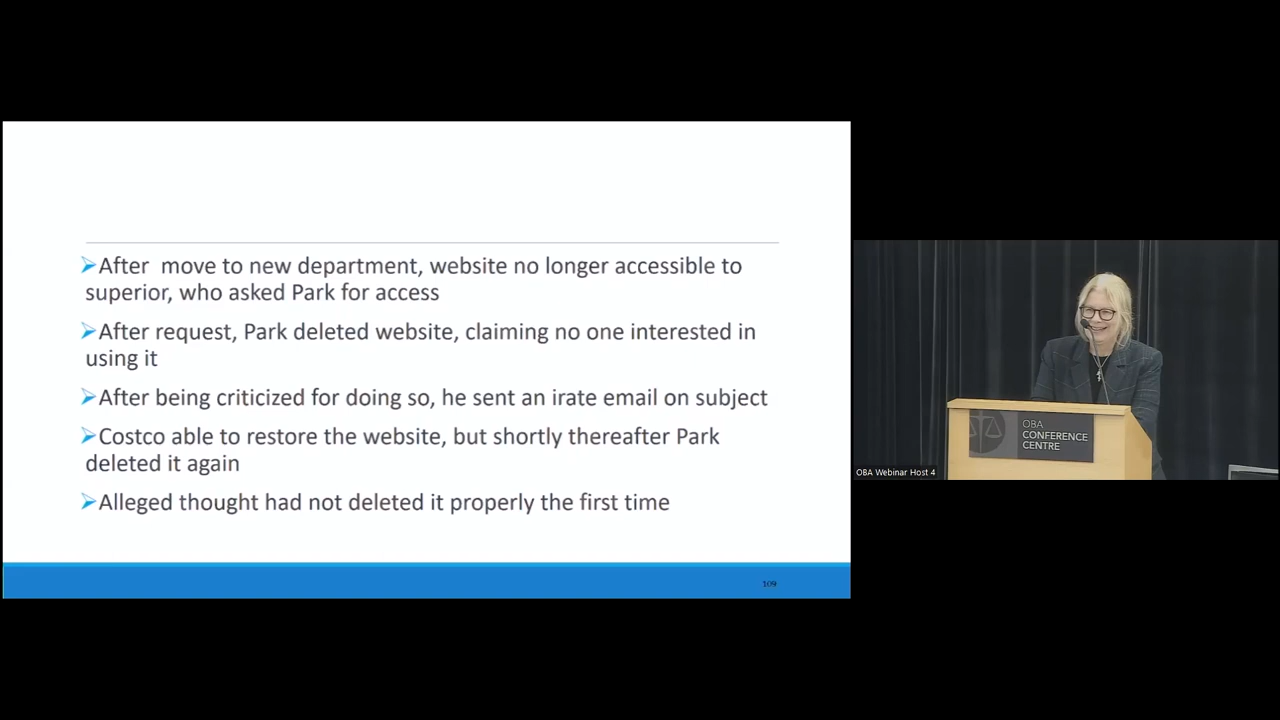 ➢After  move to new department, website no longer accessible to
superior, who asked Park for access
➢After request, Park deleted website, claiming no one interested in
using it
➢After being criticized for doing so, he sent an irate email on subject
➢Costco able to restore the website, but shortly thereafter Park
deleted it again
➢Alleged thought had not deleted it properly the first time
109
OBA
CONFERENCE
CENTRE
OBA Webinar Host 4